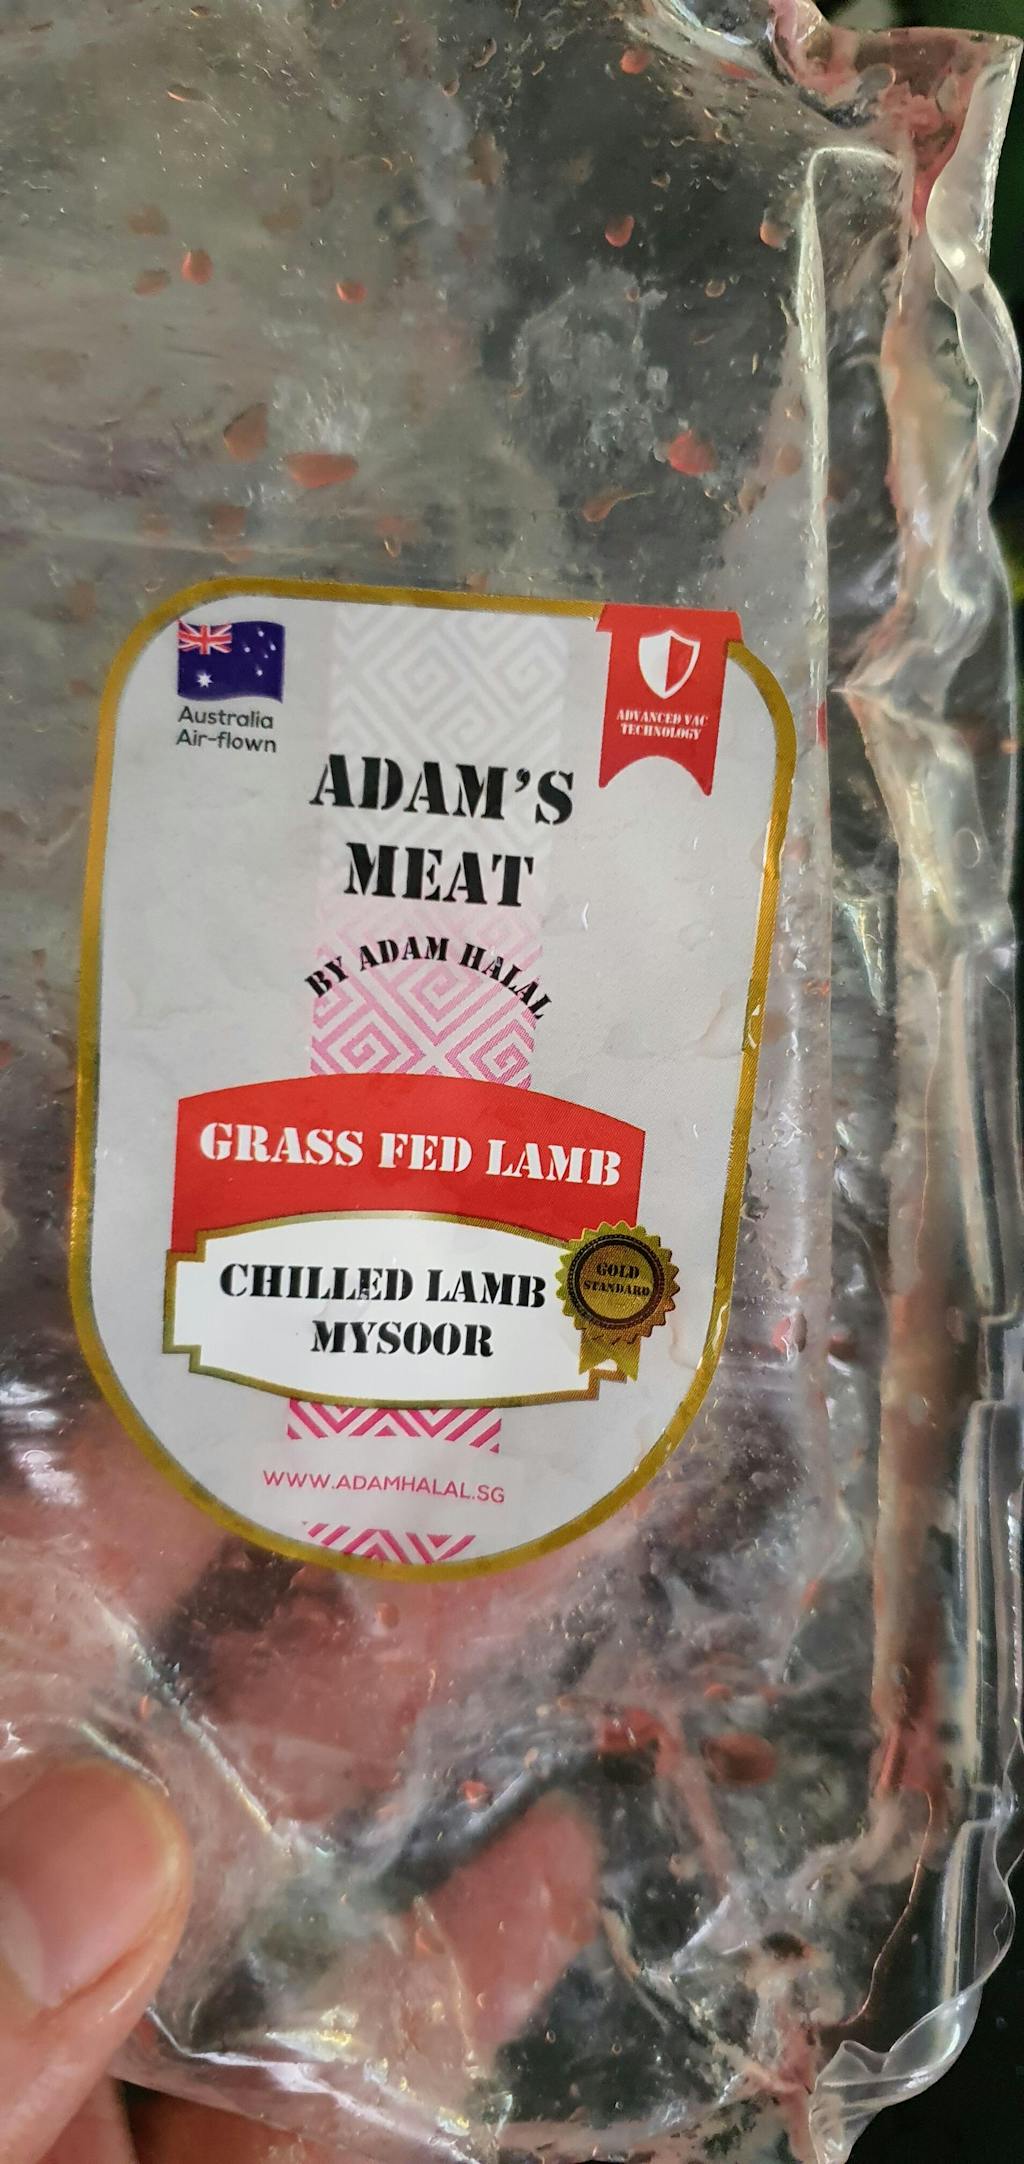 Australia
Air-flown
ADVANCED VAC
TECHNOLOGY
ADAM'S
MEAT
BY ADAM HALAL
GRASS FED LAMB
CHILLED LAMB
MYSOOR
GOLD
STANDARD
WWW.ADAMHALAL.SG